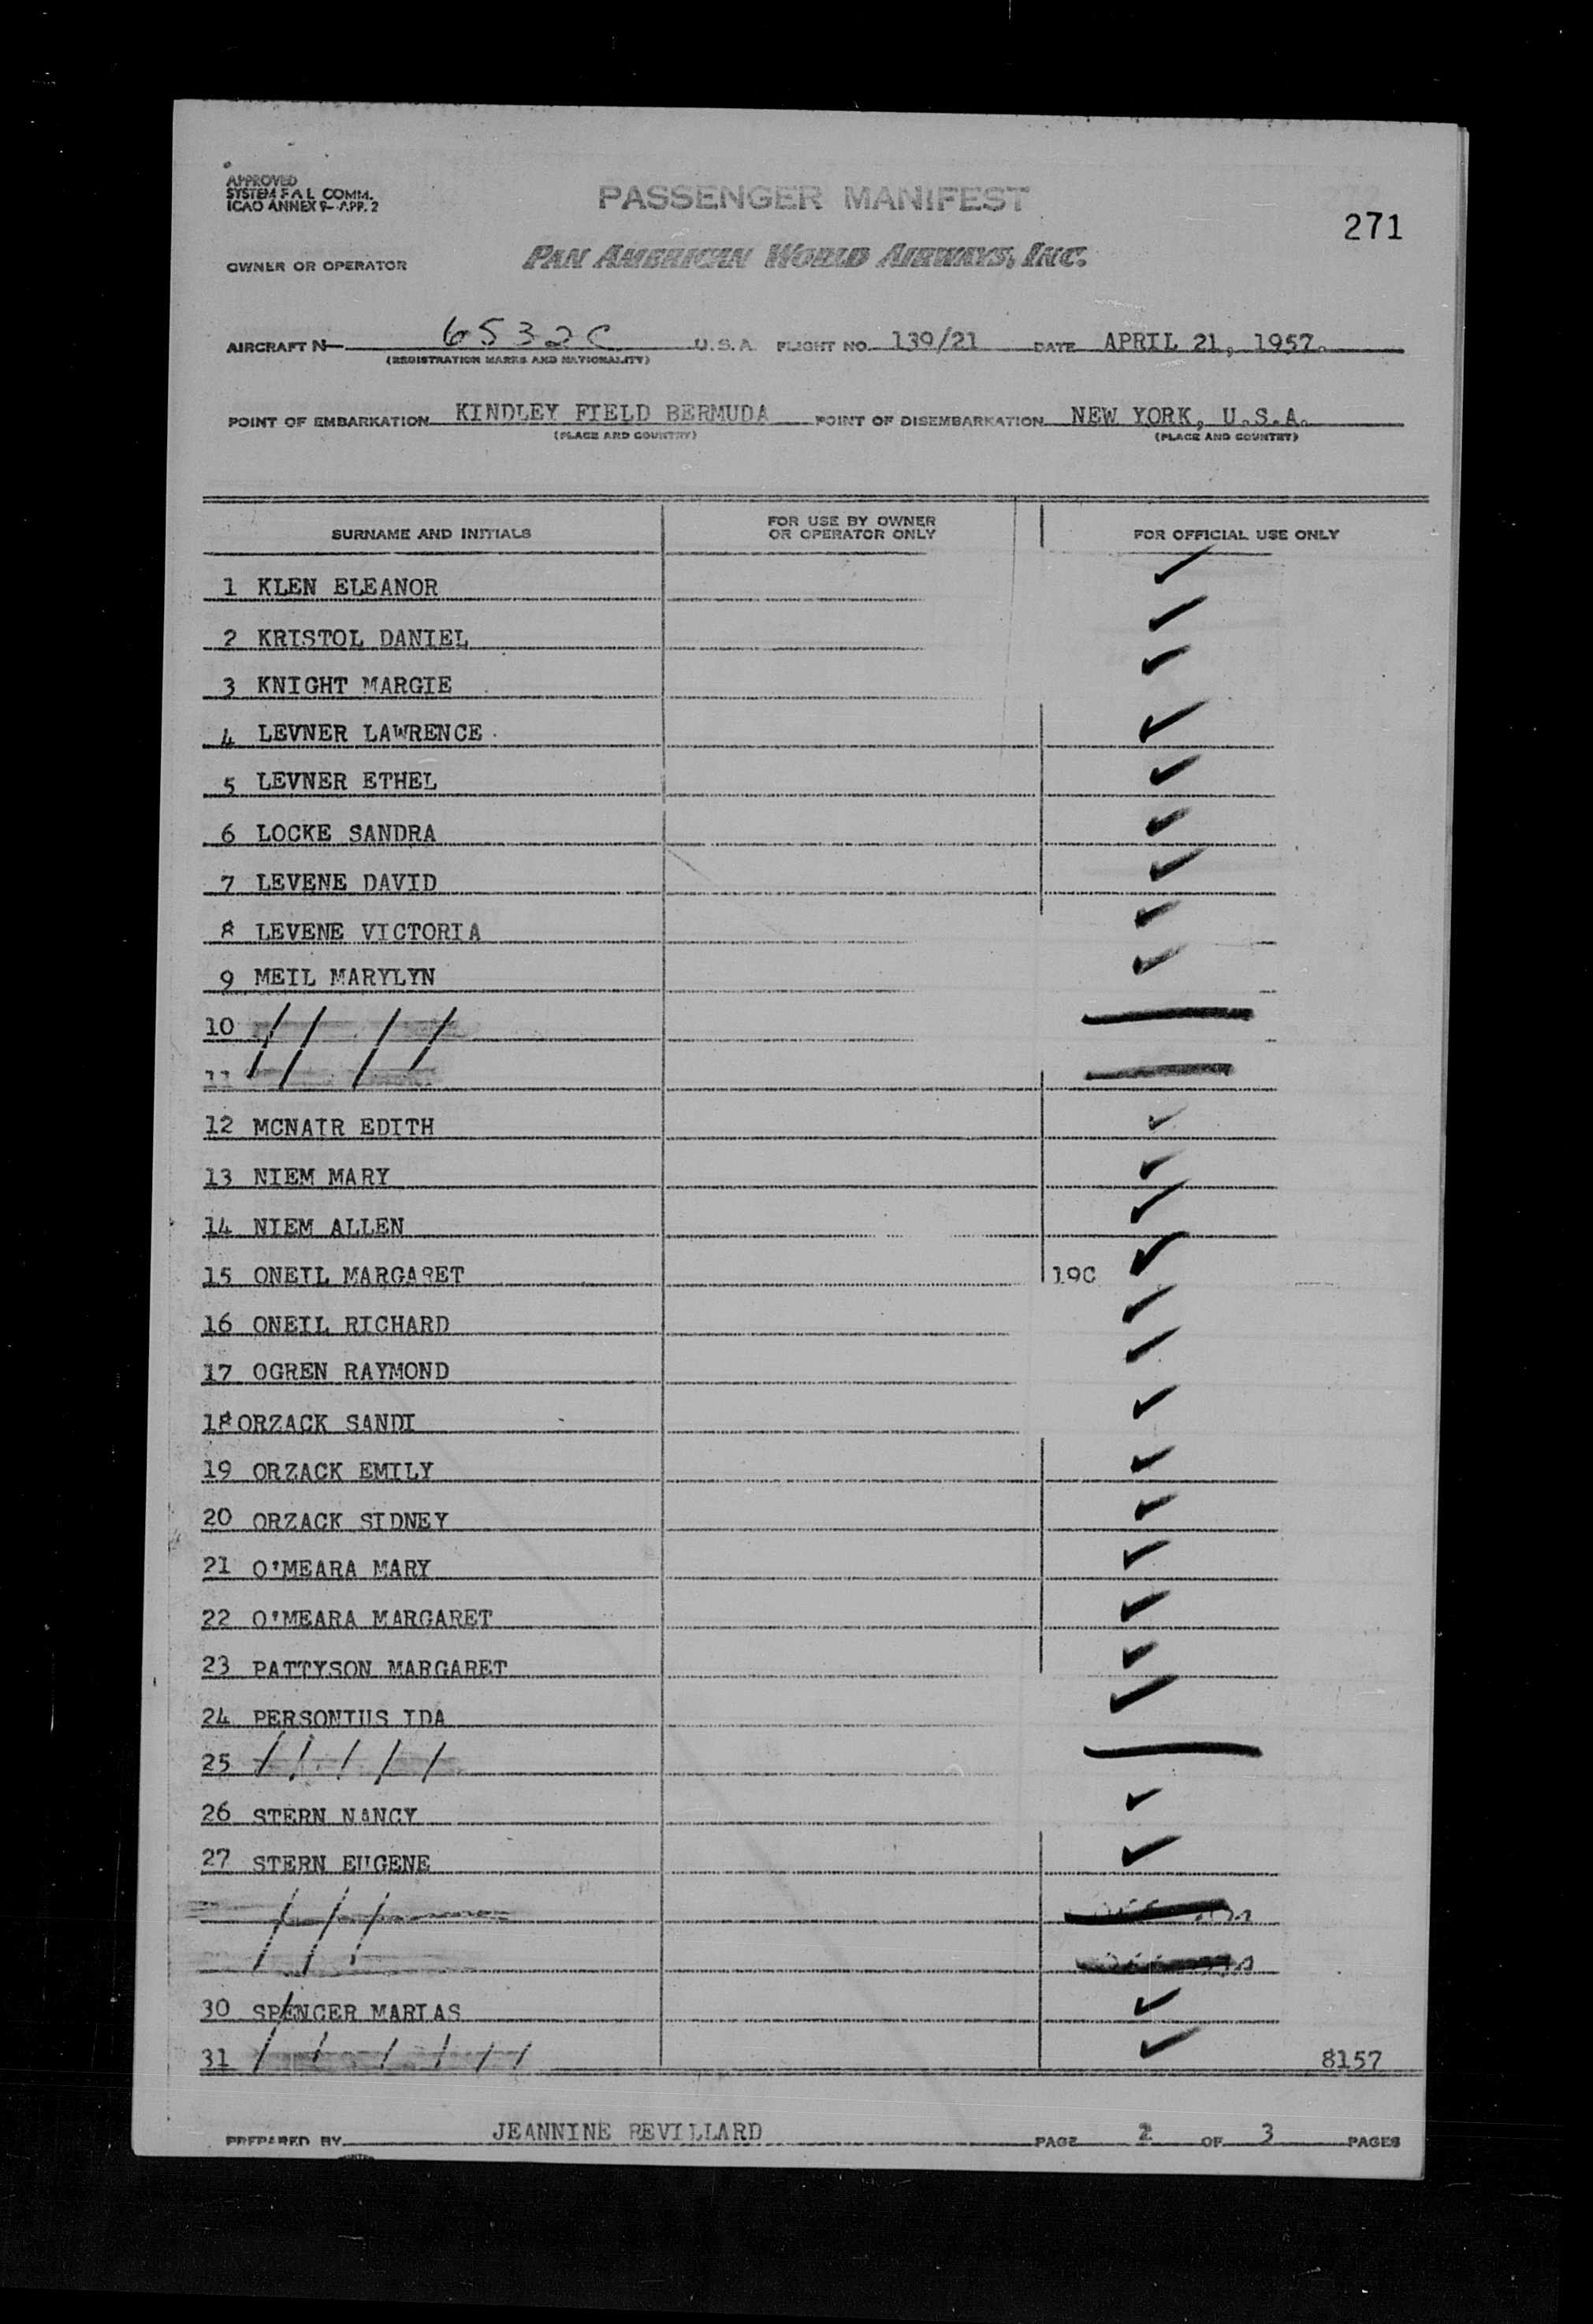 APPROVED
SYSTEM F.A.L. COMM.
ICAO ANNEX 9-APP. 2
PASSENGER MANIFEST
271
OWNER OR OPERATOR PAN AMERICAN WORLD AIRWAYS, INC.
AIRCRAFT N- 6532C U.S.A. FLIGHT NO. 139/21 DATE APRIL 21, 1957.
(REGISTRATION MARKS AND NATIONALITY)
POINT OF EMBARKATION KINDLEY FIELD BERMUDA POINT OF DISEMBARKATION NEW YORK, U.S.A.
(PLACE AND COUNTRY) (PLACE AND COUNTRY)
SURNAME AND INITIALS FOR USE BY OWNER OR OPERATOR ONLY FOR OFFICIAL USE ONLY
1 KLEN ELEANOR
2 KRISTOL DANIEL
3 KNIGHT MARGIE
4 LEVNER LAWRENCE
5 LEVNER ETHEL
6 LOCKE SANDRA
7 LEVENE DAVID
8 LEVENE VICTORIA
9 MEIL MARYLYN
10
11
12 MCNAIR EDITH
13 NIEM MARY
14 NIEM ALLEN
15 ONEIL MARGARET 190
16 ONEIL RICHARD
17 OGREN RAYMOND
18 ORZACK SANDI
19 ORZACK EMILY
20 ORZACK SIDNEY
21 O'MEARA MARY
22 O'MEARA MARGARET
23 PATTYSON MARGARET
24 PERSONIUS IDA
25
26 STERN NANCY
27 STERN EUGENE
30 SPENCER MARIAS
31 8157
PREPARED BY JEANNINE REVILLARD PAGE 2 OF 3 PAGES